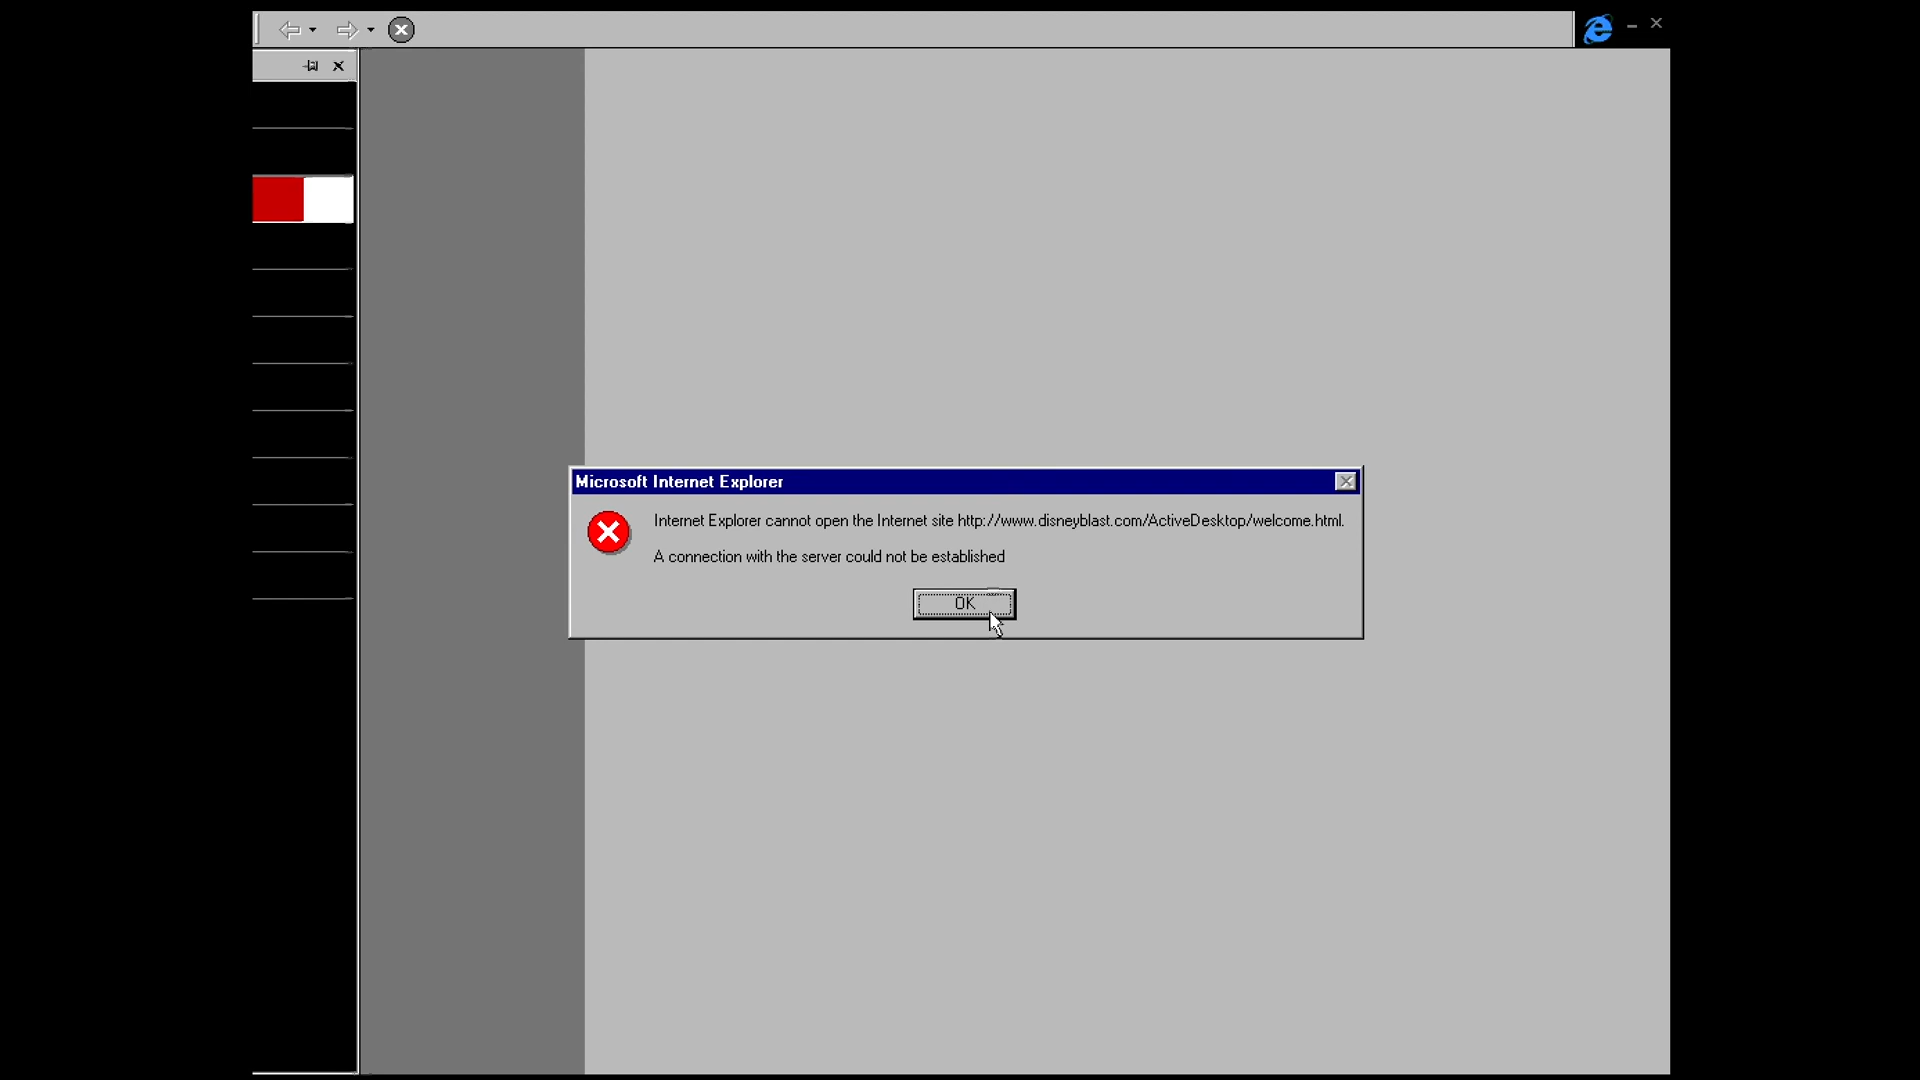 Microsoft Internet Explorer
Internet Explorer cannot open the Internet site http://www.disneyblast.com/ActiveDesktop/welcome.html.
A connection with the server could not be established
OK